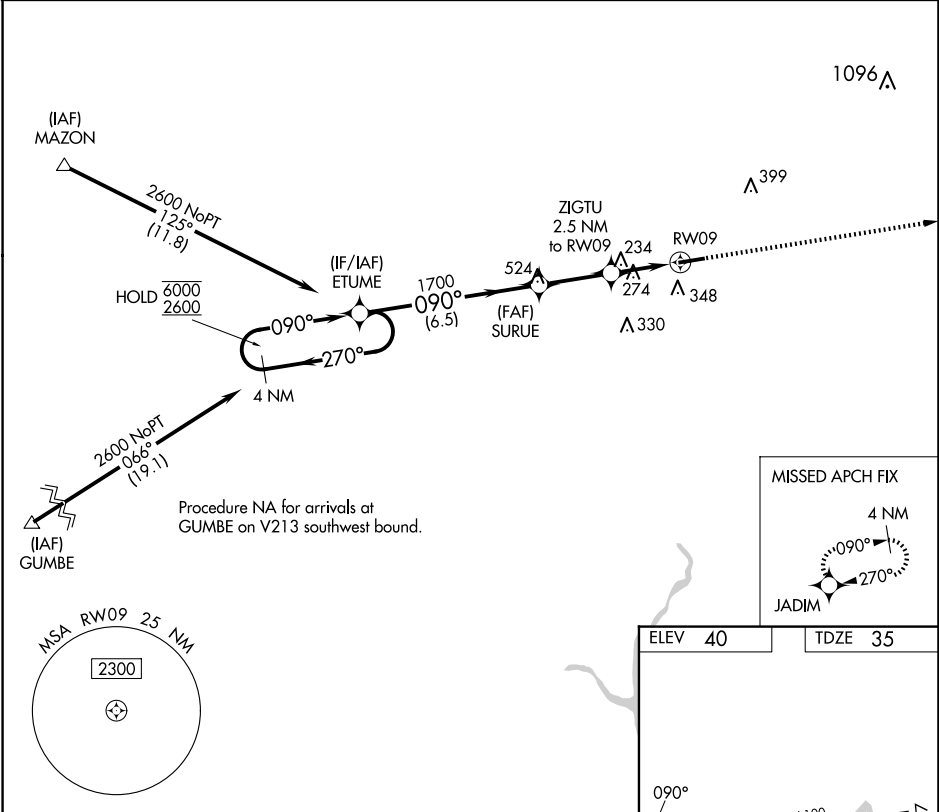 1096
(IAF)
MAZON
399
2600 NoPT
125°
(11.8)
ZIGTU
2.5 NM
to RW09
234
RW09
(IF/IAF)
ETUME
524
1700
090°
(6.5)
274
348
HOLD 6000
2600
(FAF)
SURUE
330
090°
270°
4 NM
2600 NoPT
066°
(19.1)
Procedure NA for arrivals at
GUMBE on V213 southwest bound.
(IAF)
GUMBE
MISSED APCH FIX
4 NM
090°
270°
JADIM
MSA RW09 25 NM
2300
ELEV 40
TDZE 35
090°